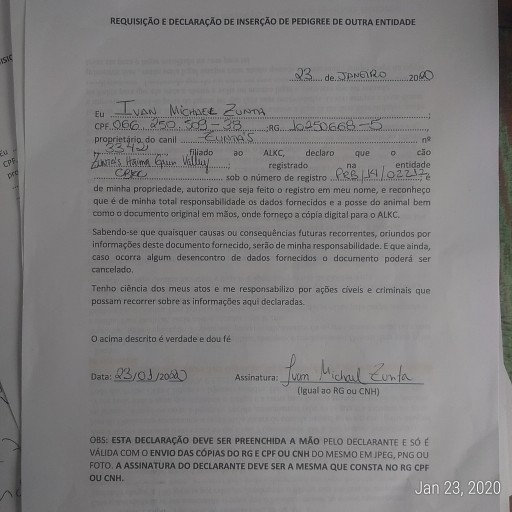 REQUISIÇÃO E DECLARAÇÃO DE INSERÇÃO DE PEDIGREE DE OUTRA ENTIDADE
23 de JANEIRO 2020
Eu IVAN MICHAEL ZUNTA;
CPF 066 250 508 38; RG 10250668-5
proprietário do canil ZUNTA'S nº
3342 filiado ao ALKC, declaro que o cão
Zunta's Valley; registrado na entidade
CBKC sob o número de registro PEB/14/02217; e
de minha propriedade, autorizo que seja feito o registro em meu nome, e reconheço
que é de minha total responsabilidade os dados fornecidos e a posse do animal bem
como o documento original em mãos, onde forneço a cópia digital para o ALKC.
Sabendo-se que quaisquer causas ou consequências futuras recorrentes, oriundos por
informações deste documento fornecido, serão de minha responsabilidade. E que ainda,
caso ocorra algum desencontro de dados fornecidos o documento poderá ser
cancelado.
Tenho ciência dos meus atos e me responsabilizo por ações cíveis e criminais que
possam recorrer sobre as informações aqui declaradas.
O acima descrito é verdade e dou fé
Data: 23/01/2020 Assinatura: Ivan Michael Zunta
(Igual ao RG ou CNH)
OBS: ESTA DECLARAÇÃO DEVE SER PREENCHIDA A MÃO PELO DECLARANTE E SÓ É
VÁLIDA COM O ENVIO DAS CÓPIAS DO RG E CPF OU CNH DO MESMO EM JPEG, PNG OU
FOTO. A ASSINATURA DO DECLARANTE DEVE SER A MESMA QUE CONSTA NO RG CPF
OU CNH.
Jan 23, 2020